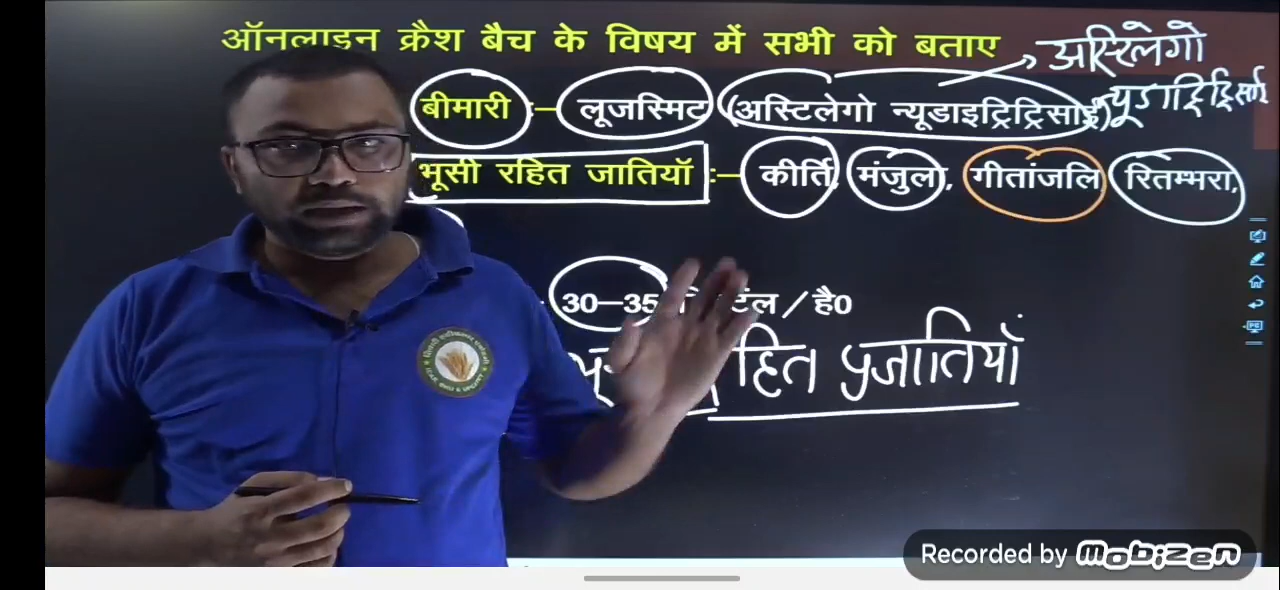 ऑनलाइन क्रैश बैच के विषय में सभी को बताए
अस्टिलेगो
बीमारी :— लूजस्मिट (अस्टिलेगो न्यूडाइट्रिट्रिसोई)
भूसी रहित जातियाॅ :— कीर्ति, मंजुला, गीतांजलि रितम्भरा,
30—35 / है0
प्रजातियाॅ
Recorded by Mobizen